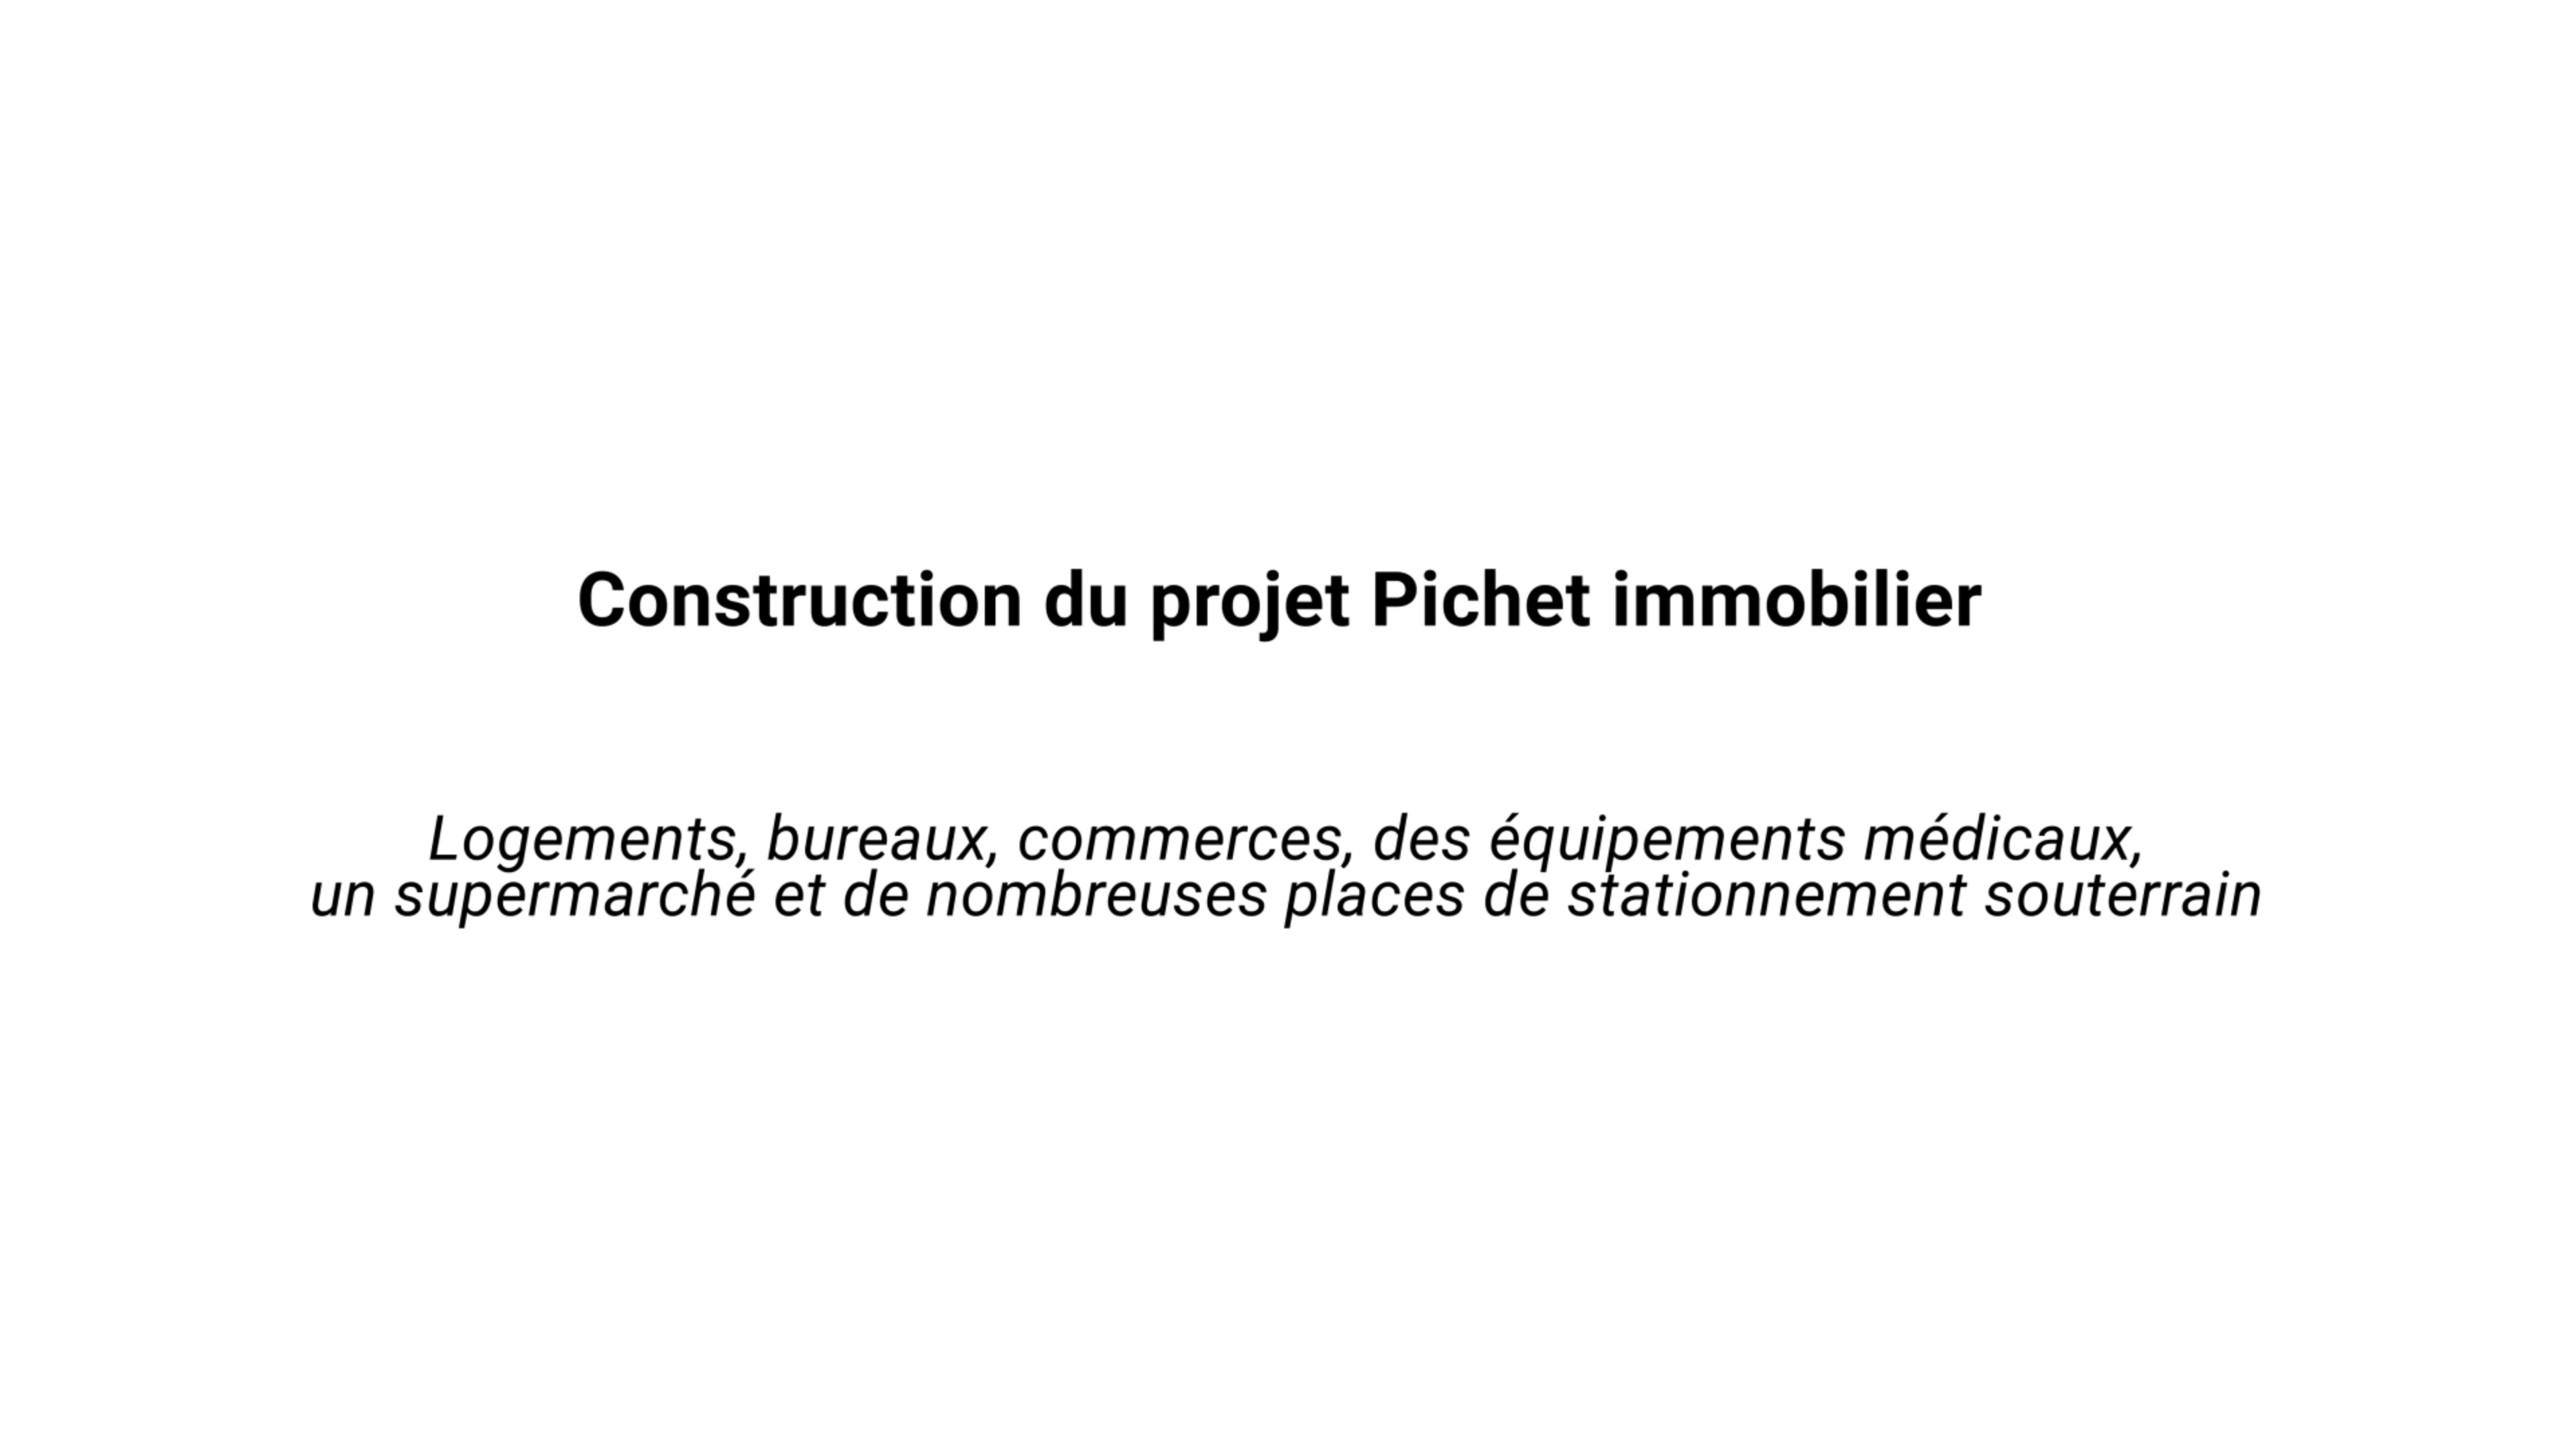 Construction du projet Pichet immobilier
Logements, bureaux, commerces, des équipements médicaux,
un supermarché et de nombreuses places de stationnement souterrain